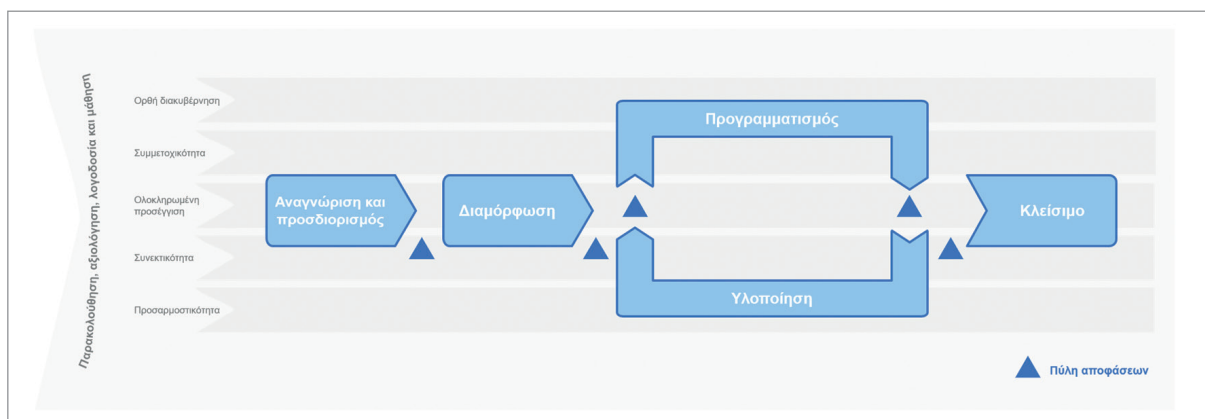 Παρακολούθηση, αξιολόγηση, λογοδοσία και μάθηση
Ορθή διακυβέρνηση
Συμμετοχικότητα
Ολοκληρωμένη
προσέγγιση
Συνεκτικότητα
Προσαρμοστικότητα
Αναγνώριση και
προσδιορισμός
Διαμόρφωση
Προγραμματισμός
Υλοποίηση
Κλείσιμο
Πύλη αποφάσεων